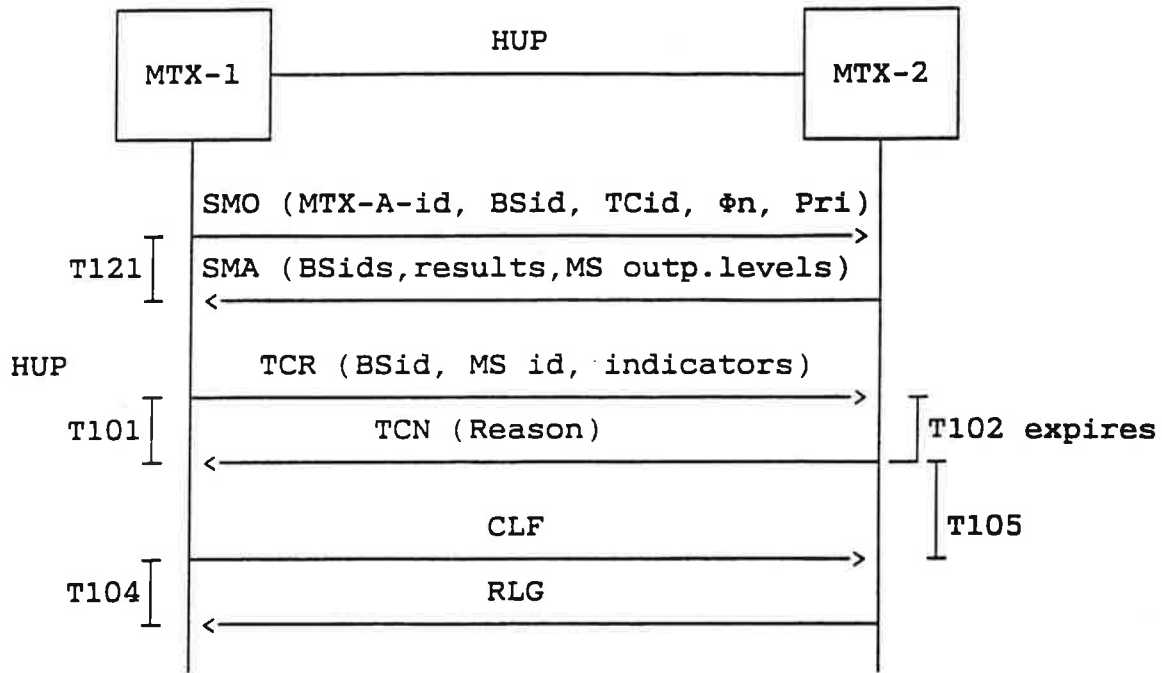 HUP
MTX-1
MTX-2
SMO (MTX-A-id, BSid, TCid, Φn, Pri)
T121
SMA (BSids,results,MS outp.levels)
HUP
TCR (BSid, MS id, indicators)
T101
TCN (Reason)
T102 expires
CLF
T105
T104
RLG